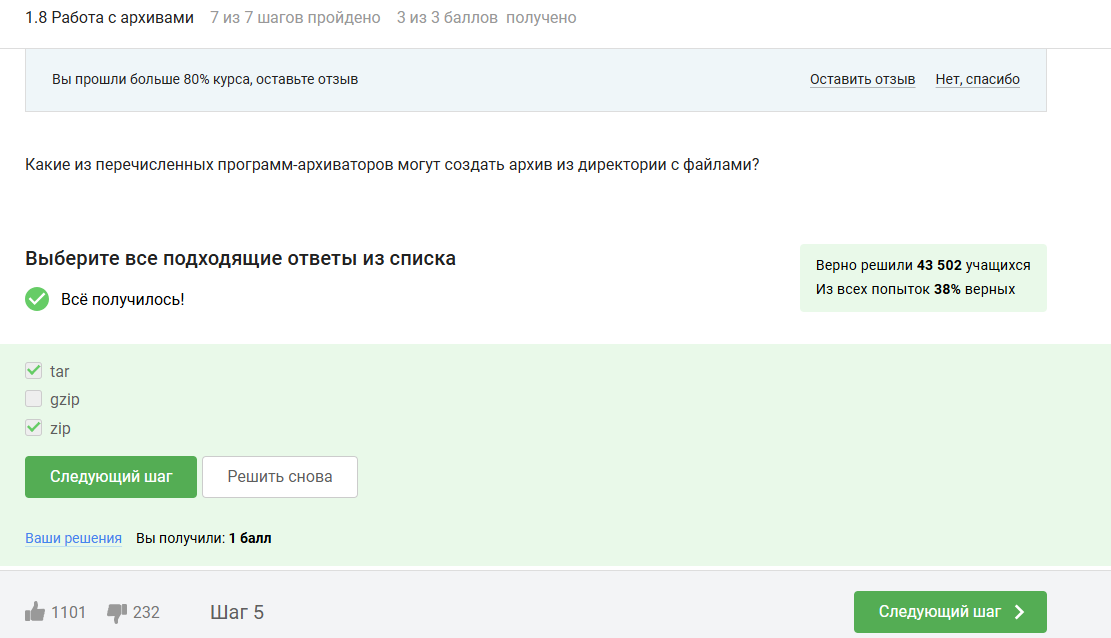 1.8 Работа с архивами 7 из 7 шагов пройдено 3 из 3 баллов получено
Вы прошли больше 80% курса, оставьте отзыв Оставить отзыв Нет, спасибо
Какие из перечисленных программ-архиваторов могут создать архив из директории с файлами?
Выберите все подходящие ответы из списка
Всё получилось!
Верно решили 43 502 учащихся
Из всех попыток 38% верных
tar
gzip
zip
Следующий шаг Решить снова
Ваши решения Вы получили: 1 балл
1101 232 Шаг 5 Следующий шаг